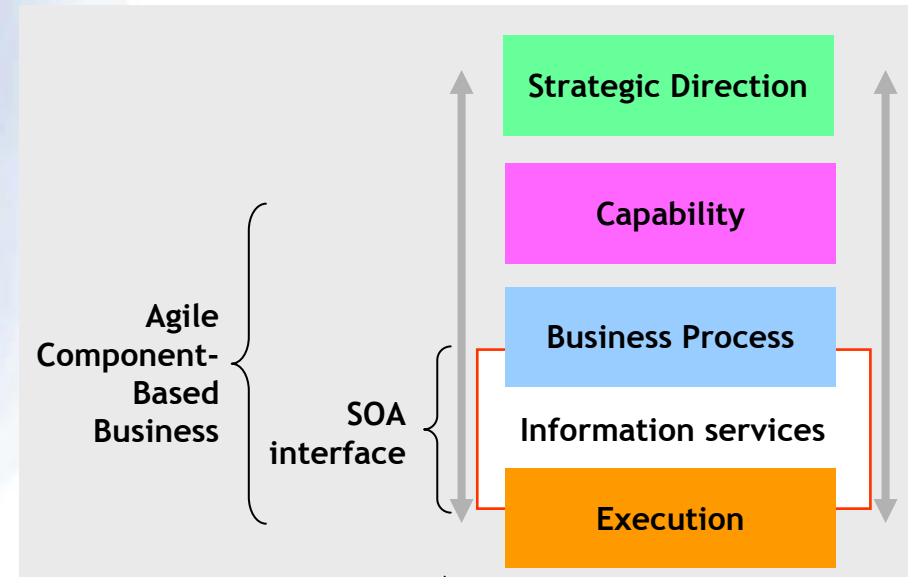 Strategic Direction
Capability
Agile
Component-
Based
Business
Business Process
SOA
interface
Information services
Execution